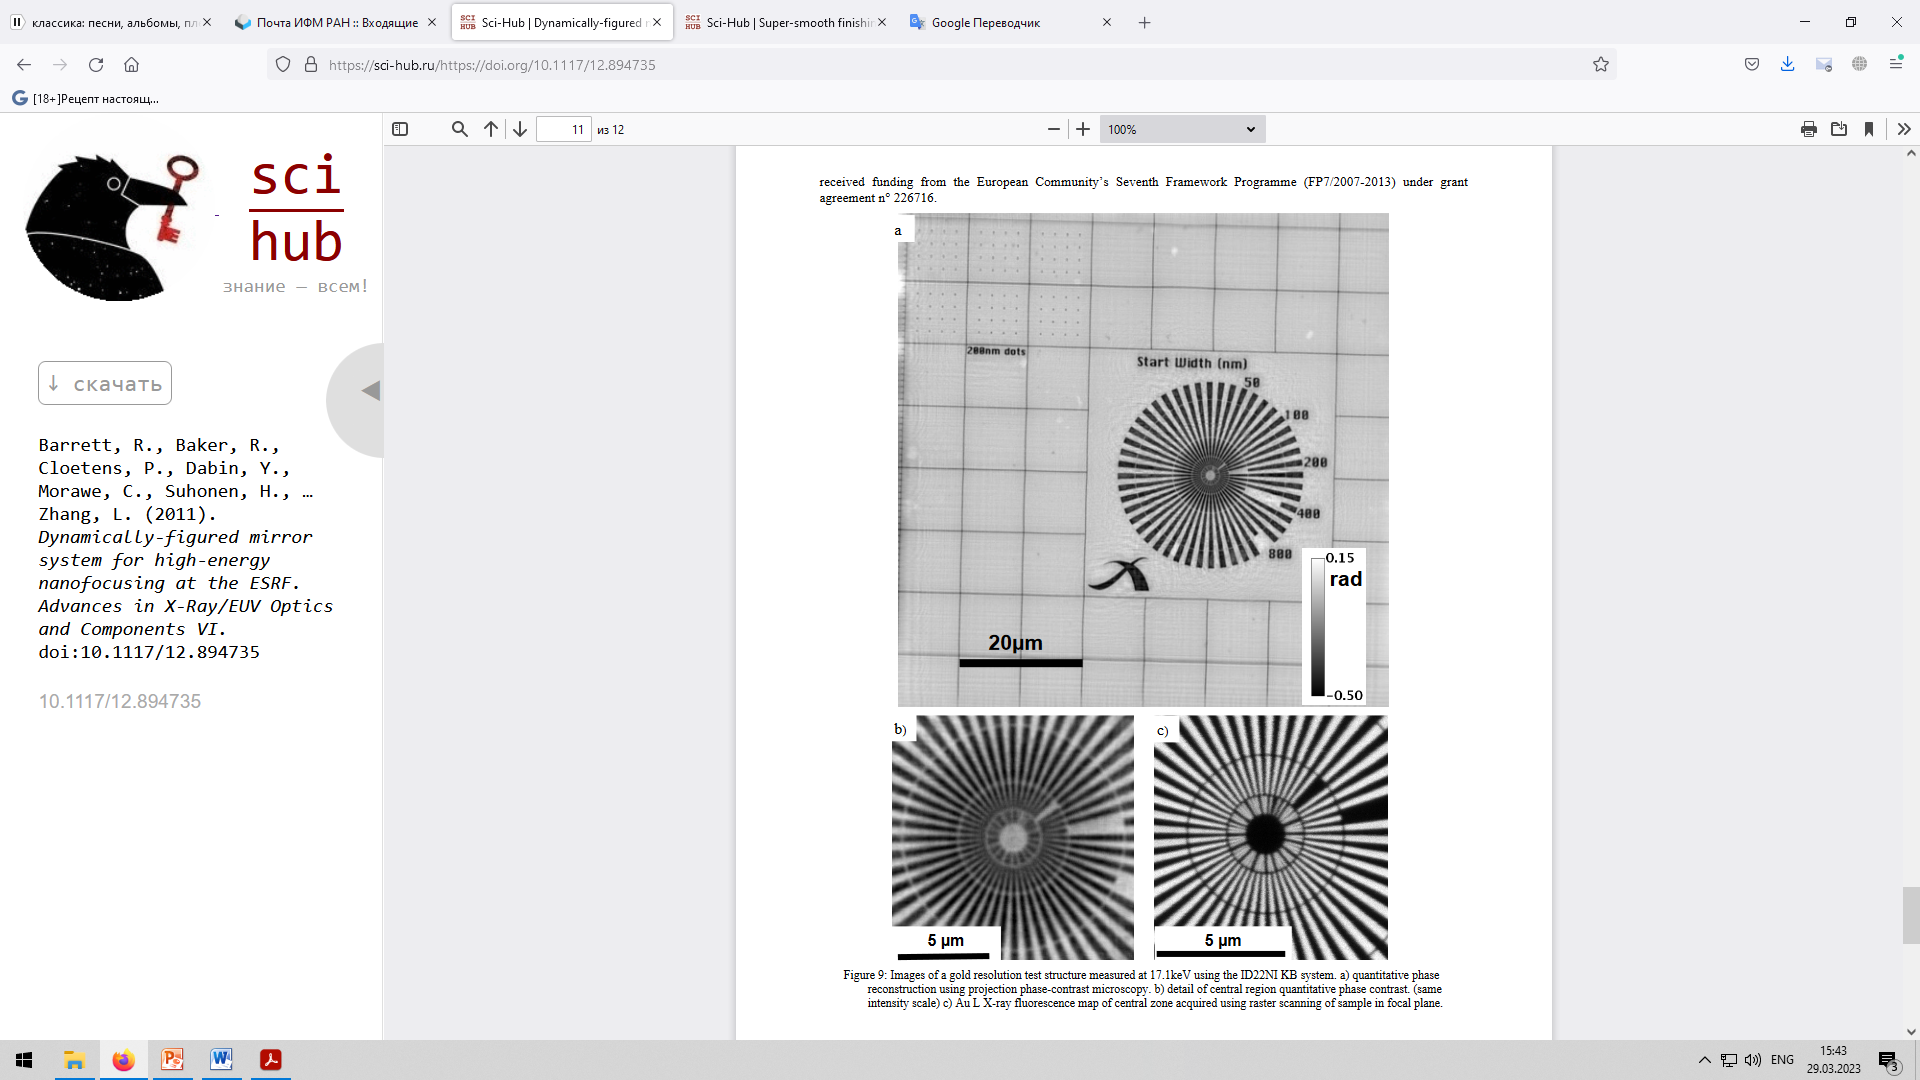 классика: песни, альбомы, пл
Почта ИФМ РАН :: Входящие
Sci-Hub | Dynamically-figured
Sci-Hub | Super-smooth finishin
Google Переводчик
https://sci-hub.ru/https://doi.org/10.1117/12.894735
[18+]Рецепт настоящ...
11 из 12
100%
sci
hub
знание — всем!
↓ скачать
Barrett, R., Baker, R.,
Cloetens, P., Dabin, Y.,
Morawe, C., Suhonen, H., …
Zhang, L. (2011).
Dynamically-figured mirror
system for high-energy
nanofocusing at the ESRF.
Advances in X-Ray/EUV Optics
and Components VI.
doi:10.1117/12.894735
10.1117/12.894735
received funding from the European Community's Seventh Framework Programme (FP7/2007-2013) under grant
agreement n° 226716.
a
200nm dots
Start Width (nm)
50
100
200
400
800
0.15
rad
-0.50
20µm
b)
5 µm
c)
5 µm
Figure 9: Images of a gold resolution test structure measured at 17.1keV using the ID22NI KB system. a) quantitative phase
reconstruction using projection phase-contrast microscopy. b) detail of central region quantitative phase contrast. (same
intensity scale) c) Au L X-ray fluorescence map of central zone acquired using raster scanning of sample in focal plane.
ENG
15:43
29.03.2023
3